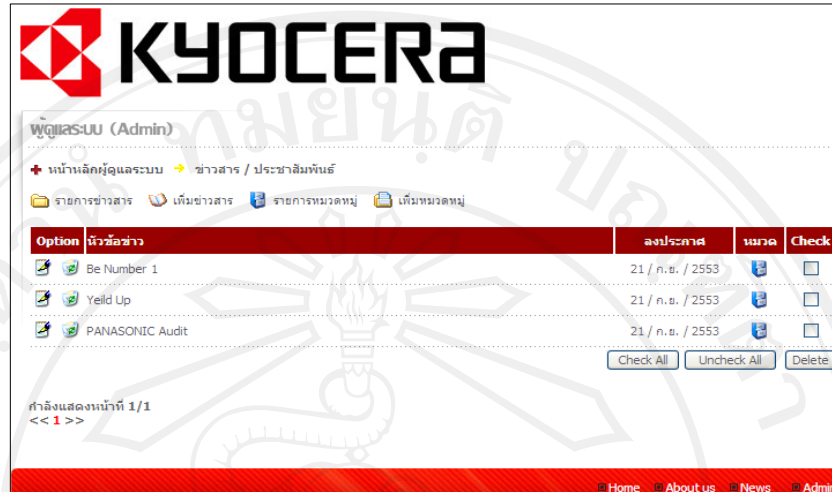 KYOCERA
ผู้ดูแลระบบ (Admin)
หน้าหลักผู้ดูแลระบบ ข่าวสาร / ประชาสัมพันธ์
รายการข่าวสาร เพิ่มข่าวสาร รายการหมวดหมู่ เพิ่มหมวดหมู่
Option หัวข้อข่าว ลงประกาศ หมวด Check
Be Number 1 21 / ก.ย. / 2553
Yeild Up 21 / ก.ย. / 2553
PANASONIC Audit 21 / ก.ย. / 2553
Check All Uncheck All Delete
กำลังแสดงหน้าที่ 1/1
<< 1 >>
Home About us News Admin